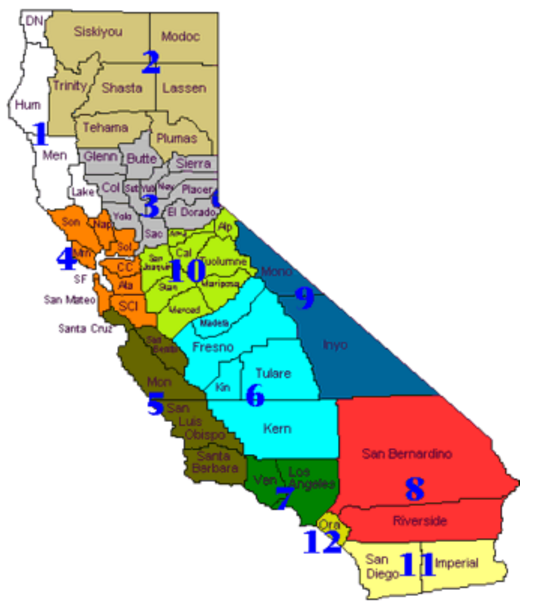 DN
Siskiyou
Modoc
2
Trinity
Shasta
Lassen
Hum
1
Tehama
Plumas
Men
Glenn
Butte
Sierra
Lake
Col
Sut
Yub
Nev
Placer
Yolo
3
El Dorado
Son
Nap
Sol
Sac
Alp
Mrn
4
CC
Ala
SF
San Mateo
SCl
Santa Cruz
San
Joaquin
Cal
10
Tuolumne
Stan
Mariposa
Merced
Mono
9
Inyo
Madera
Fresno
San
Benito
Mon
5
Kin
Tulare
6
San
Luis
Obispo
Kern
Santa
Barbara
Ven
Los
Angeles
7
San Bernardino
8
Riverside
Ora
12
San
Diego
11
Imperial